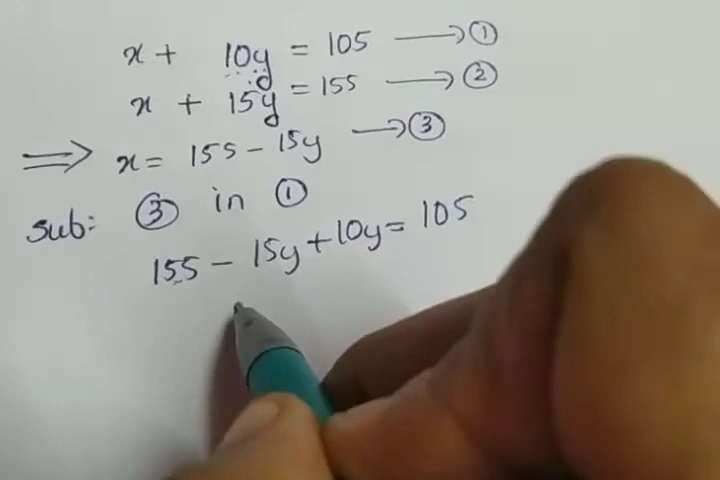 x + 10y = 105 ⟶ ①
x + 15y = 155 ⟶ ②
⟹ x = 155 - 15y ⟶ ③
sub: ③ in ①
155 - 15y + 10y = 105